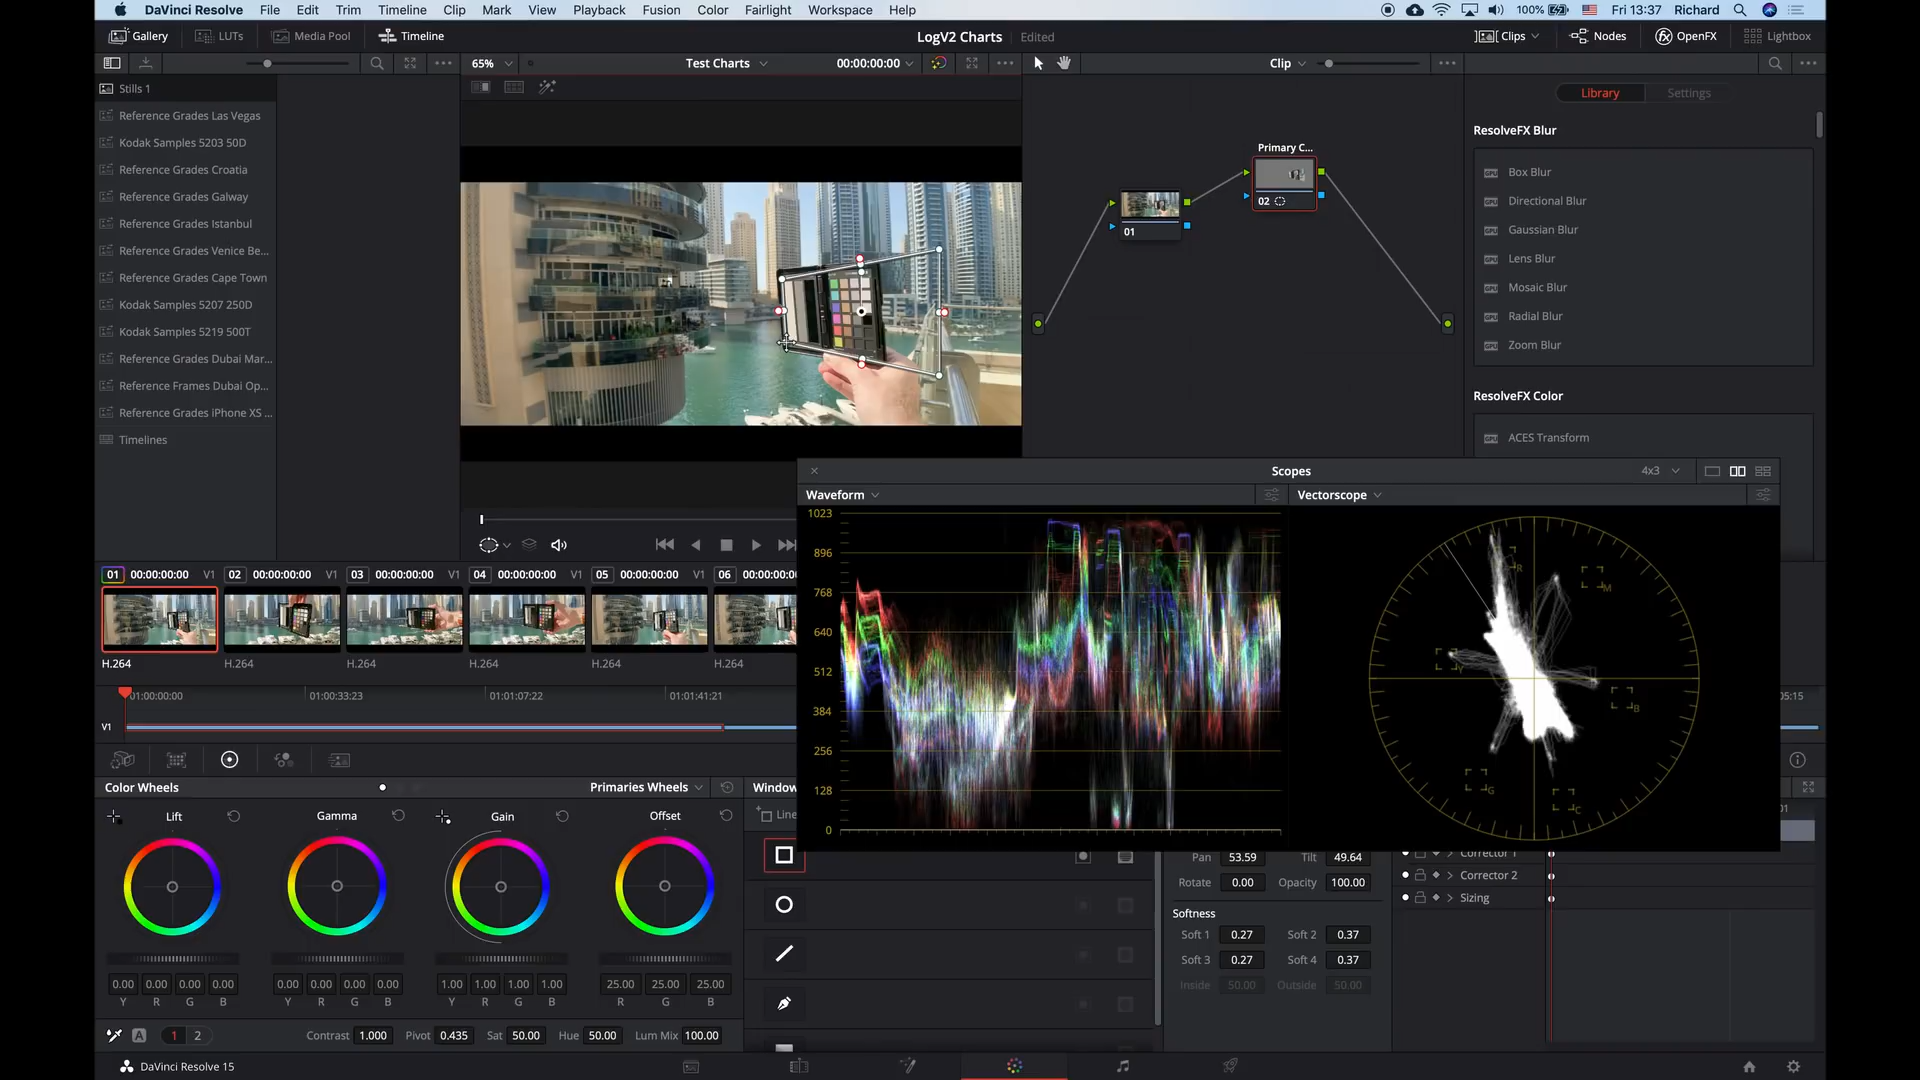 DaVinci Resolve File Edit Trim Timeline Clip Mark View Playback Fusion Color Fairlight Workspace Help 100% Fri 13:37 Richard
Gallery LUTs Media Pool Timeline LogV2 Charts Edited Clips Nodes OpenFX Lightbox
65% Test Charts 00:00:00:00 Clip
Stills 1
Reference Grades Las Vegas
Kodak Samples 5203 50D
Reference Grades Croatia
Reference Grades Galway
Reference Grades Istanbul
Reference Grades Venice Be...
Reference Grades Cape Town
Kodak Samples 5207 250D
Kodak Samples 5219 500T
Reference Grades Dubai Mar...
Reference Frames Dubai Op...
Reference Grades iPhone XS ...
Timelines
Primary C...
01
02
Library Settings
ResolveFX Blur
Box Blur
Directional Blur
Gaussian Blur
Lens Blur
Mosaic Blur
Radial Blur
Zoom Blur
ResolveFX Color
ACES Transform
Scopes 4x3
Waveform Vectorscope
1023
896
768
640
512
384
256
128
0
R
M
Y
B
G
C
01 00:00:00:00 V1 02 00:00:00:00 V1 03 00:00:00:00 V1 04 00:00:00:00 V1 05 00:00:00:00 V1 06 00:00:00:0
H.264 H.264 H.264 H.264 H.264 H.264
01:00:00:00 01:00:33:23 01:01:07:22 01:01:41:21 05:15
V1
Color Wheels Primaries Wheels Window
Lift Gamma Gain Offset Line
0.00 0.00 0.00 0.00 0.00 0.00 0.00 0.00 1.00 1.00 1.00 1.00 25.00 25.00 25.00
Y R G B Y R G B Y R G B R G B
A 1 2 Contrast 1.000 Pivot 0.435 Sat 50.00 Hue 50.00 Lum Mix 100.00
Pan 53.59 Tilt 49.64
Rotate 0.00 Opacity 100.00
Softness
Soft 1 0.27 Soft 2 0.37
Soft 3 0.27 Soft 4 0.37
Inside 50.00 Outside 50.00
01
Corrector 1
Corrector 2
Sizing
DaVinci Resolve 15